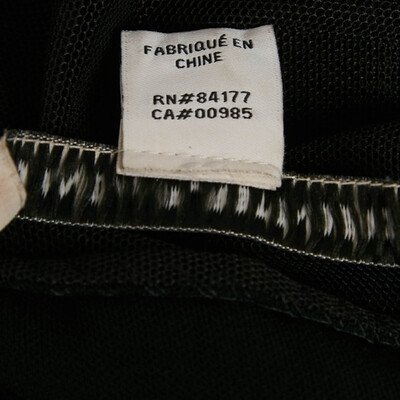 FABRIQUÉ EN
CHINE
RN#84177
CA#00985